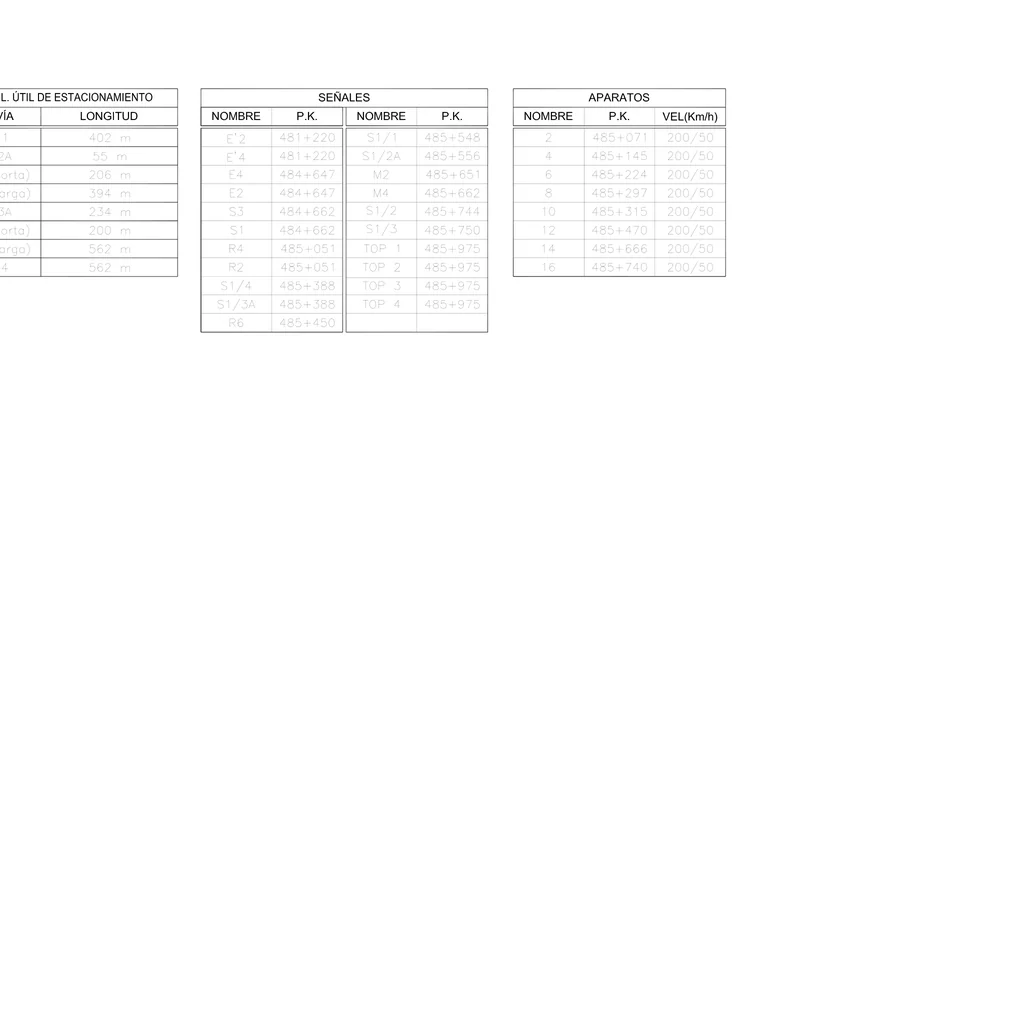 L. ÚTIL DE ESTACIONAMIENTO
VÍA LONGITUD
1 402 m
2A 55 m
orta) 206 m
arga) 394 m
3A 234 m
orta) 200 m
arga) 562 m
4 562 m
SEÑALES
NOMBRE P.K. NOMBRE P.K.
E'2 481+220 S1/1 485+548
E'4 481+220 S1/2A 485+556
E4 484+647 M2 485+651
E2 484+647 M4 485+662
S3 484+662 S1/2 485+744
S1 484+662 S1/3 485+750
R4 485+051 TOP 1 485+975
R2 485+051 TOP 2 485+975
S1/4 485+388 TOP 3 485+975
S1/3A 485+388 TOP 4 485+975
R6 485+450
APARATOS
NOMBRE P.K. VEL(Km/h)
2 485+071 200/50
4 485+145 200/50
6 485+224 200/50
8 485+297 200/50
10 485+315 200/50
12 485+470 200/50
14 485+666 200/50
16 485+740 200/50